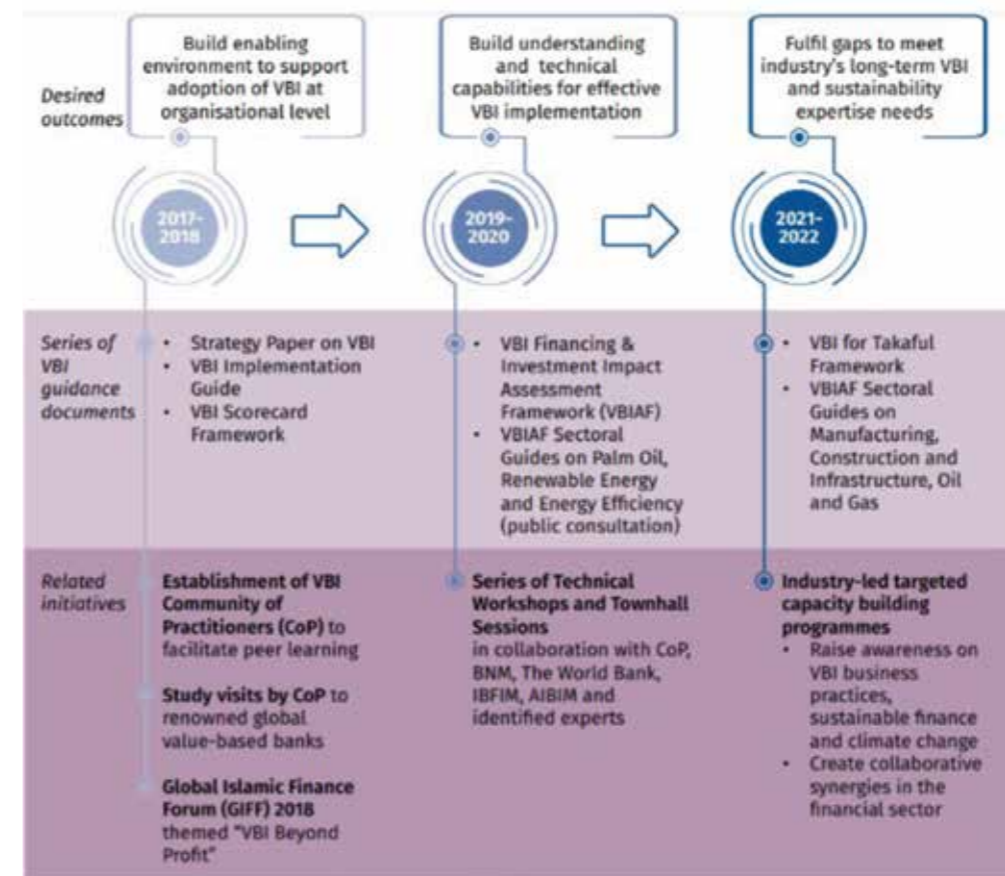 Desired
outcomes
Build enabling
environment to support
adoption of VBI at
organisational level
Build understanding
and technical
capabilities for effective
VBI implementation
Fulfil gaps to meet
industry's long-term VBI
and sustainability
expertise needs
2017-
2018
2019-
2020
2021-
2022
Series of
VBI
guidance
documents
• Strategy Paper on VBI
• VBI Implementation
Guide
• VBI Scorecard
Framework
• VBI Financing &
Investment Impact
Assessment
Framework (VBIAF)
• VBIAF Sectoral
Guides on Palm Oil,
Renewable Energy
and Energy Efficiency
(public consultation)
• VBI for Takaful
Framework
• VBIAF Sectoral
Guides on
Manufacturing,
Construction and
Infrastructure, Oil
and Gas
Related
initiatives
Establishment of VBI
Community of
Practitioners (CoP) to
facilitate peer learning
Study visits by CoP to
renowned global
value-based banks
Global Islamic Finance
Forum (GIFF) 2018
themed "VBI Beyond
Profit"
Series of Technical
Workshops and Townhall
Sessions
in collaboration with CoP,
BNM, The World Bank,
IBFIM, AIBIM and
identified experts
Industry-led targeted
capacity building
programmes
• Raise awareness on
VBI business
practices,
sustainable finance
and climate change
• Create collaborative
synergies in the
financial sector